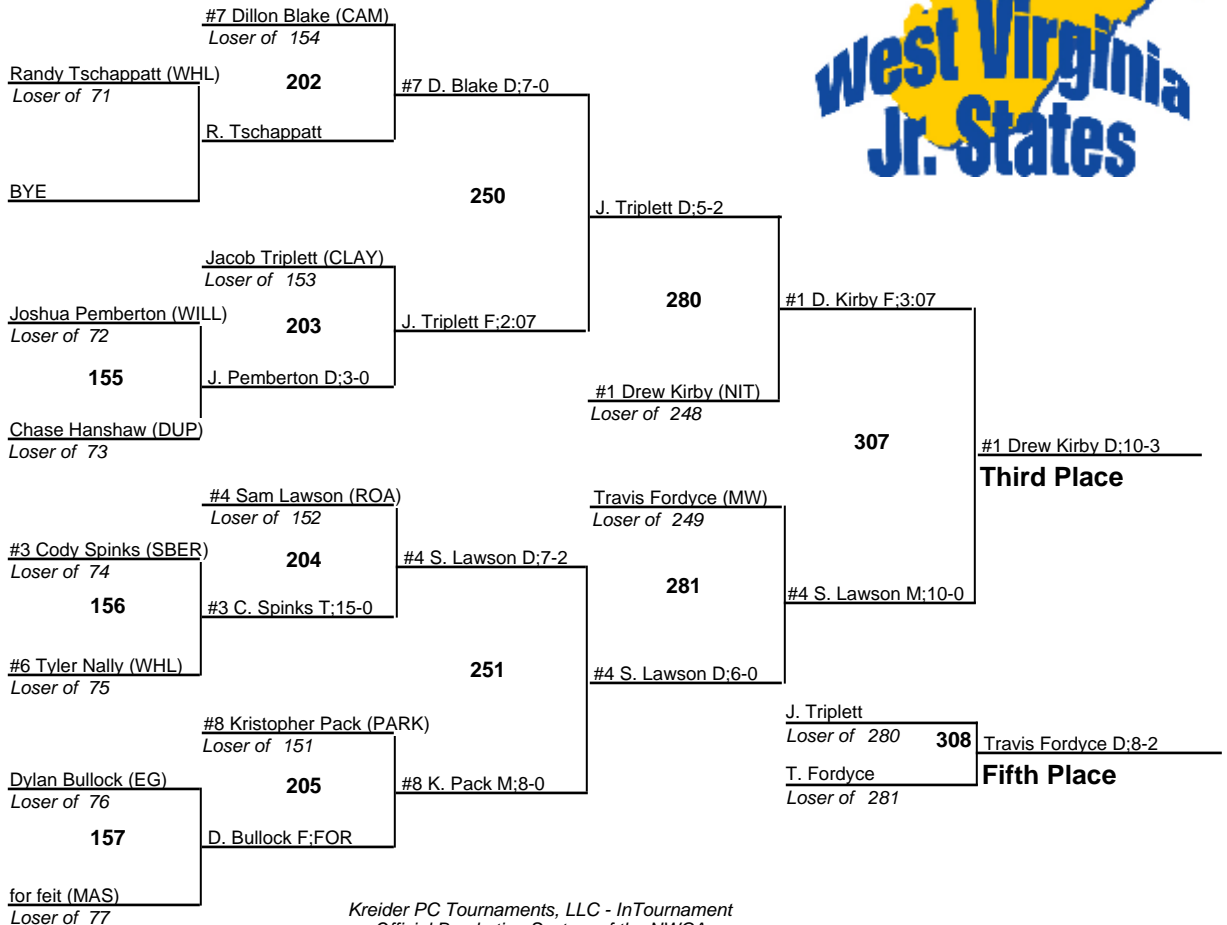 #7 Dillon Blake (CAM)
Loser of 154
West Virginia
Jr. States
Randy Tschappatt (WHL)
Loser of 71
202
#7 D. Blake D;7-0
R. Tschappatt
BYE
250
J. Triplett D;5-2
Jacob Triplett (CLAY)
Loser of 153
280
#1 D. Kirby F;3:07
Joshua Pemberton (WILL)
Loser of 72
203
J. Triplett F;2:07
155
J. Pemberton D;3-0
#1 Drew Kirby (NIT)
Loser of 248
Chase Hanshaw (DUP)
Loser of 73
307
#1 Drew Kirby D;10-3
Third Place
#4 Sam Lawson (ROA)
Loser of 152
Travis Fordyce (MW)
Loser of 249
#3 Cody Spinks (SBER)
Loser of 74
204
#4 S. Lawson D;7-2
281
156
#3 C. Spinks T;15-0
#4 S. Lawson M;10-0
#6 Tyler Nally (WHL)
Loser of 75
251
#4 S. Lawson D;6-0
#8 Kristopher Pack (PARK)
Loser of 151
J. Triplett
Loser of 280
308
Travis Fordyce D;8-2
Fifth Place
T. Fordyce
Loser of 281
Dylan Bullock (EG)
Loser of 76
205
#8 K. Pack M;8-0
157
D. Bullock F;FOR
for feit (MAS)
Loser of 77
Kreider PC Tournaments, LLC - InTournament